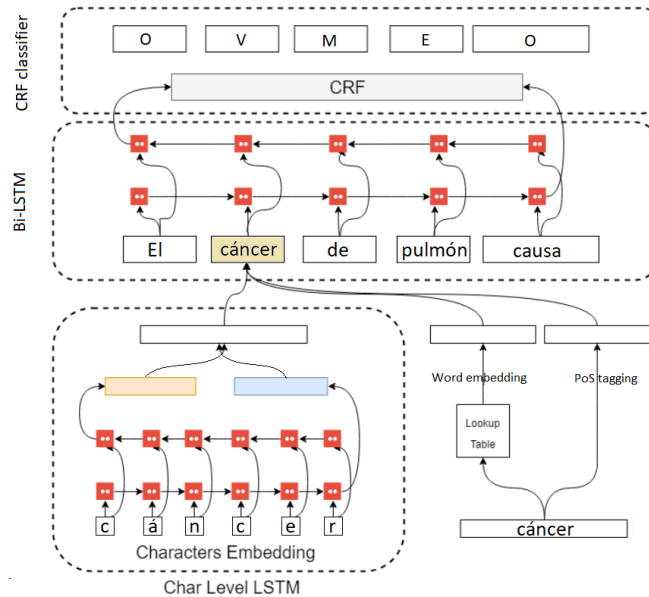 CRF classifier
O V M E O
CRF
Bi-LSTM
El cáncer de pulmón causa
Word embedding
PoS tagging
Lookup
Table
c á n c e r
cáncer
Characters Embedding
Char Level LSTM